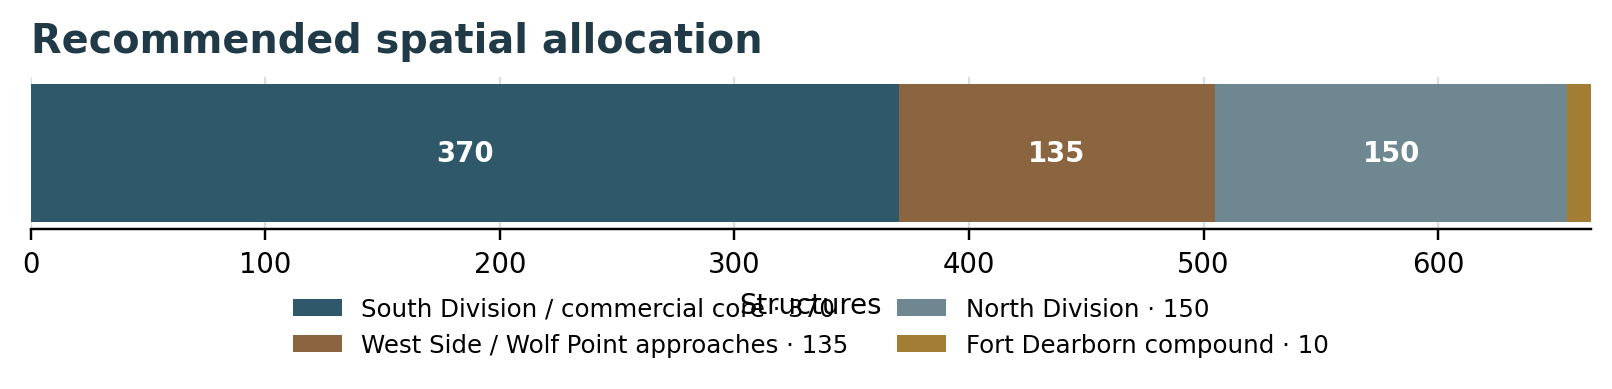 Recommended spatial allocation
370 135 150
0 100 200 300 400 500 600
Structures
South Division / commercial core · 370
West Side / Wolf Point approaches · 135
North Division · 150
Fort Dearborn compound · 10